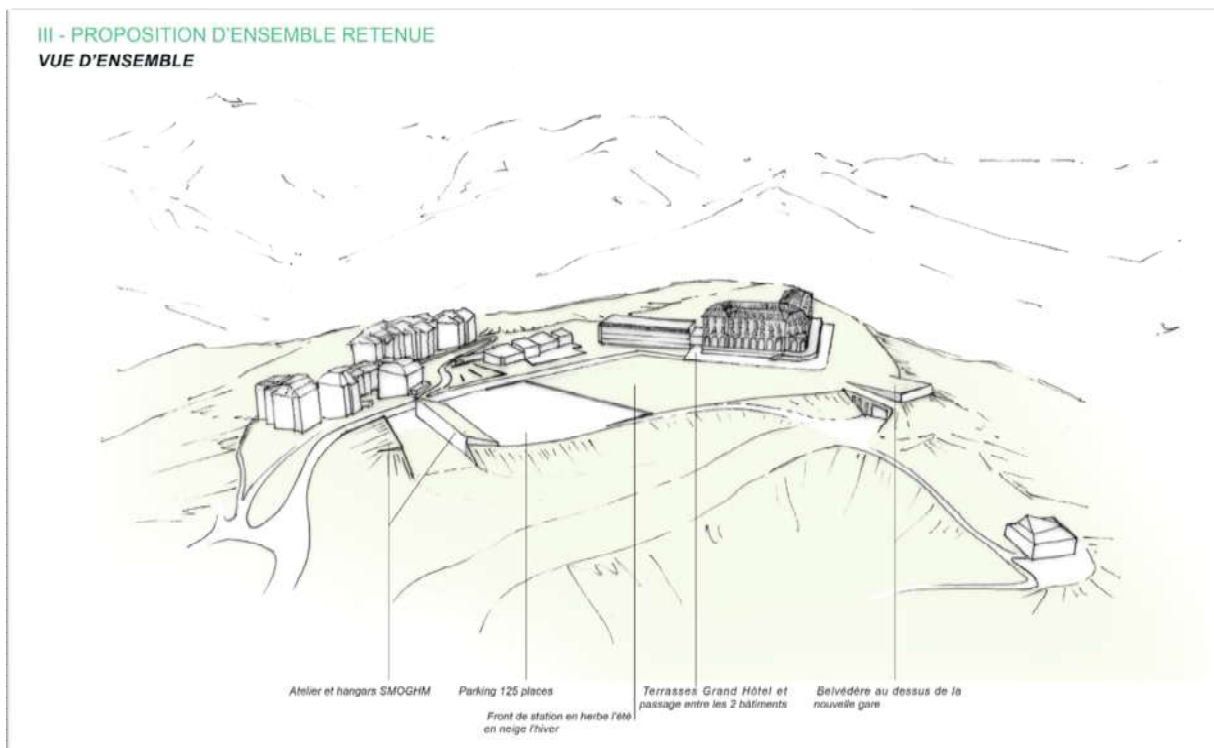 III - PROPOSITION D'ENSEMBLE RETENUE
VUE D'ENSEMBLE
Atelier et hangars SMOGHM
Parking 125 places
Front de station en herbe l'été
en neige l'hiver
Terrasses Grand Hôtel et
passage entre les 2 bâtiments
Belvédère au dessus de la
nouvelle gare